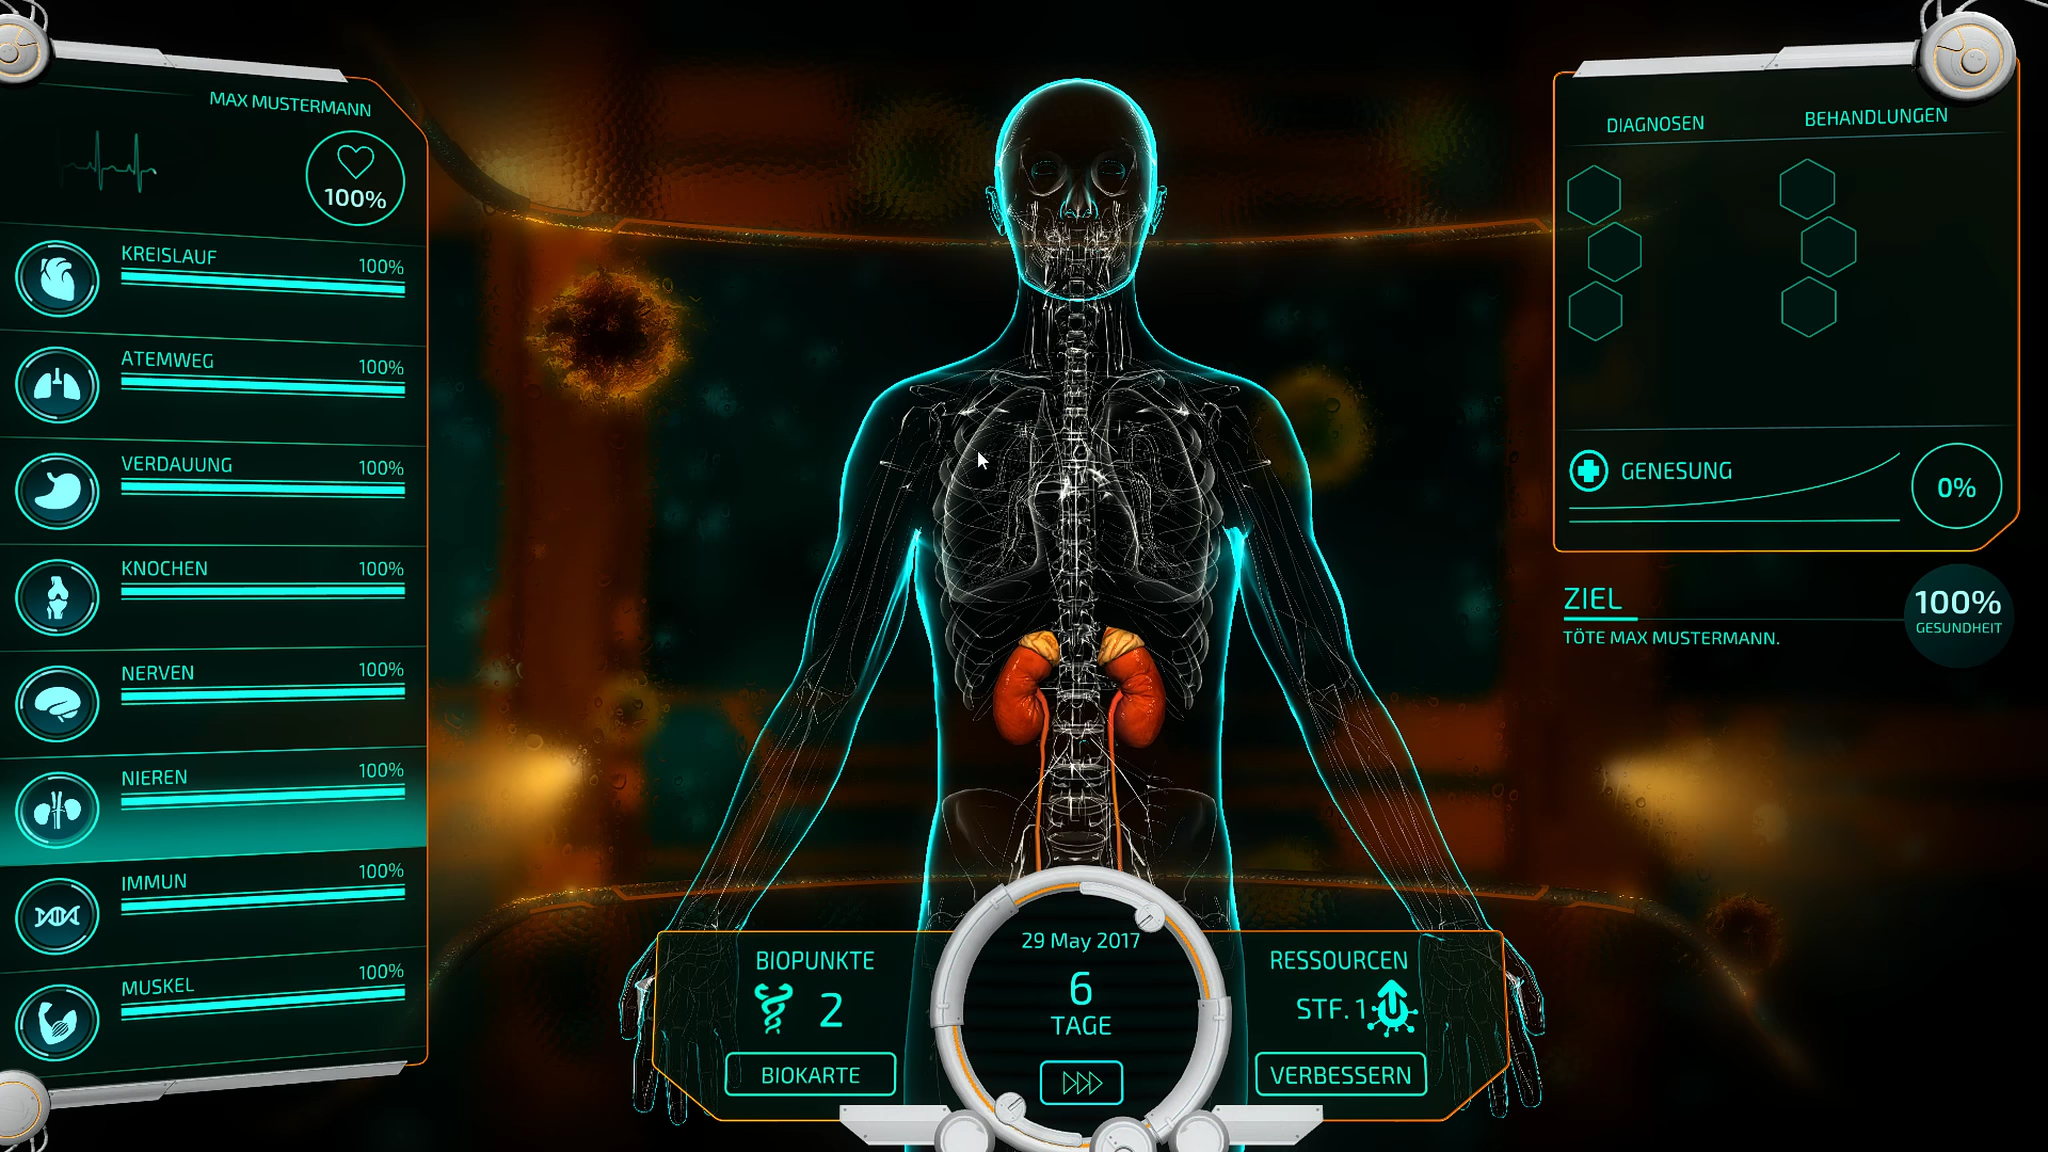 MAX MUSTERMANN
100%
KREISLAUF 100%
ATEMWEG 100%
VERDAUUNG 100%
KNOCHEN 100%
NERVEN 100%
NIEREN 100%
IMMUN 100%
MUSKEL 100%
BIOPUNKTE
2
BIOKARTE
29 May 2017
6
TAGE
RESSOURCEN
STF. 1
VERBESSERN
DIAGNOSEN BEHANDLUNGEN
GENESUNG 0%
ZIEL
TÖTE MAX MUSTERMANN.
100%
GESUNDHEIT